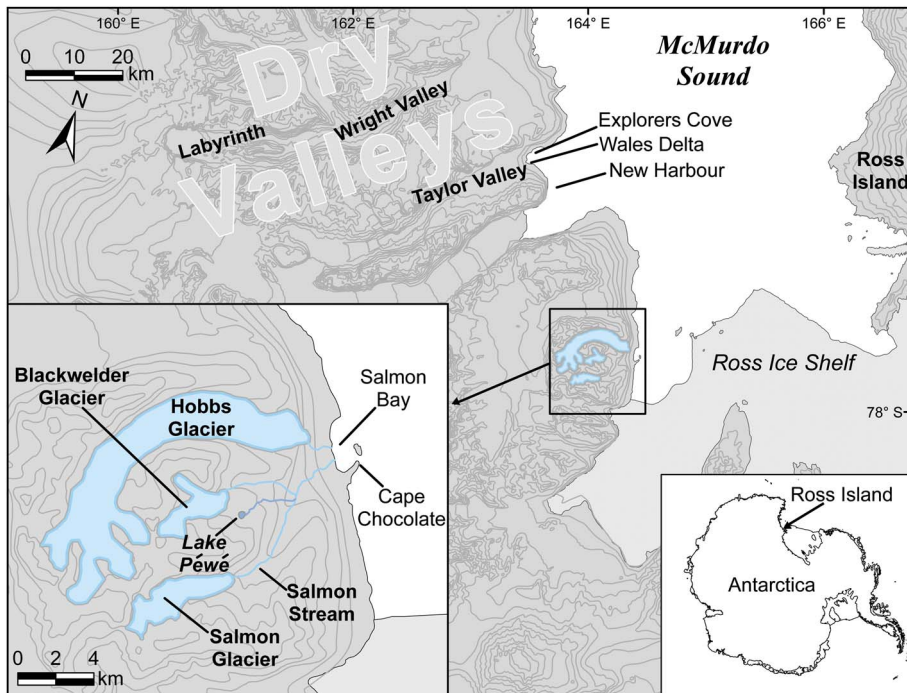 160° E
162° E
164° E
166° E
0 10 20
km
N
Dry
Valleys
Labyrinth
Wright Valley
Taylor Valley
McMurdo
Sound
Explorers Cove
Wales Delta
New Harbour
Ross
Island
Ross Ice Shelf
78° S
Blackwelder
Glacier
Hobbs
Glacier
Salmon
Bay
Cape
Chocolate
Lake
Péwé
Salmon
Stream
Salmon
Glacier
0 2 4
km
Ross Island
Antarctica